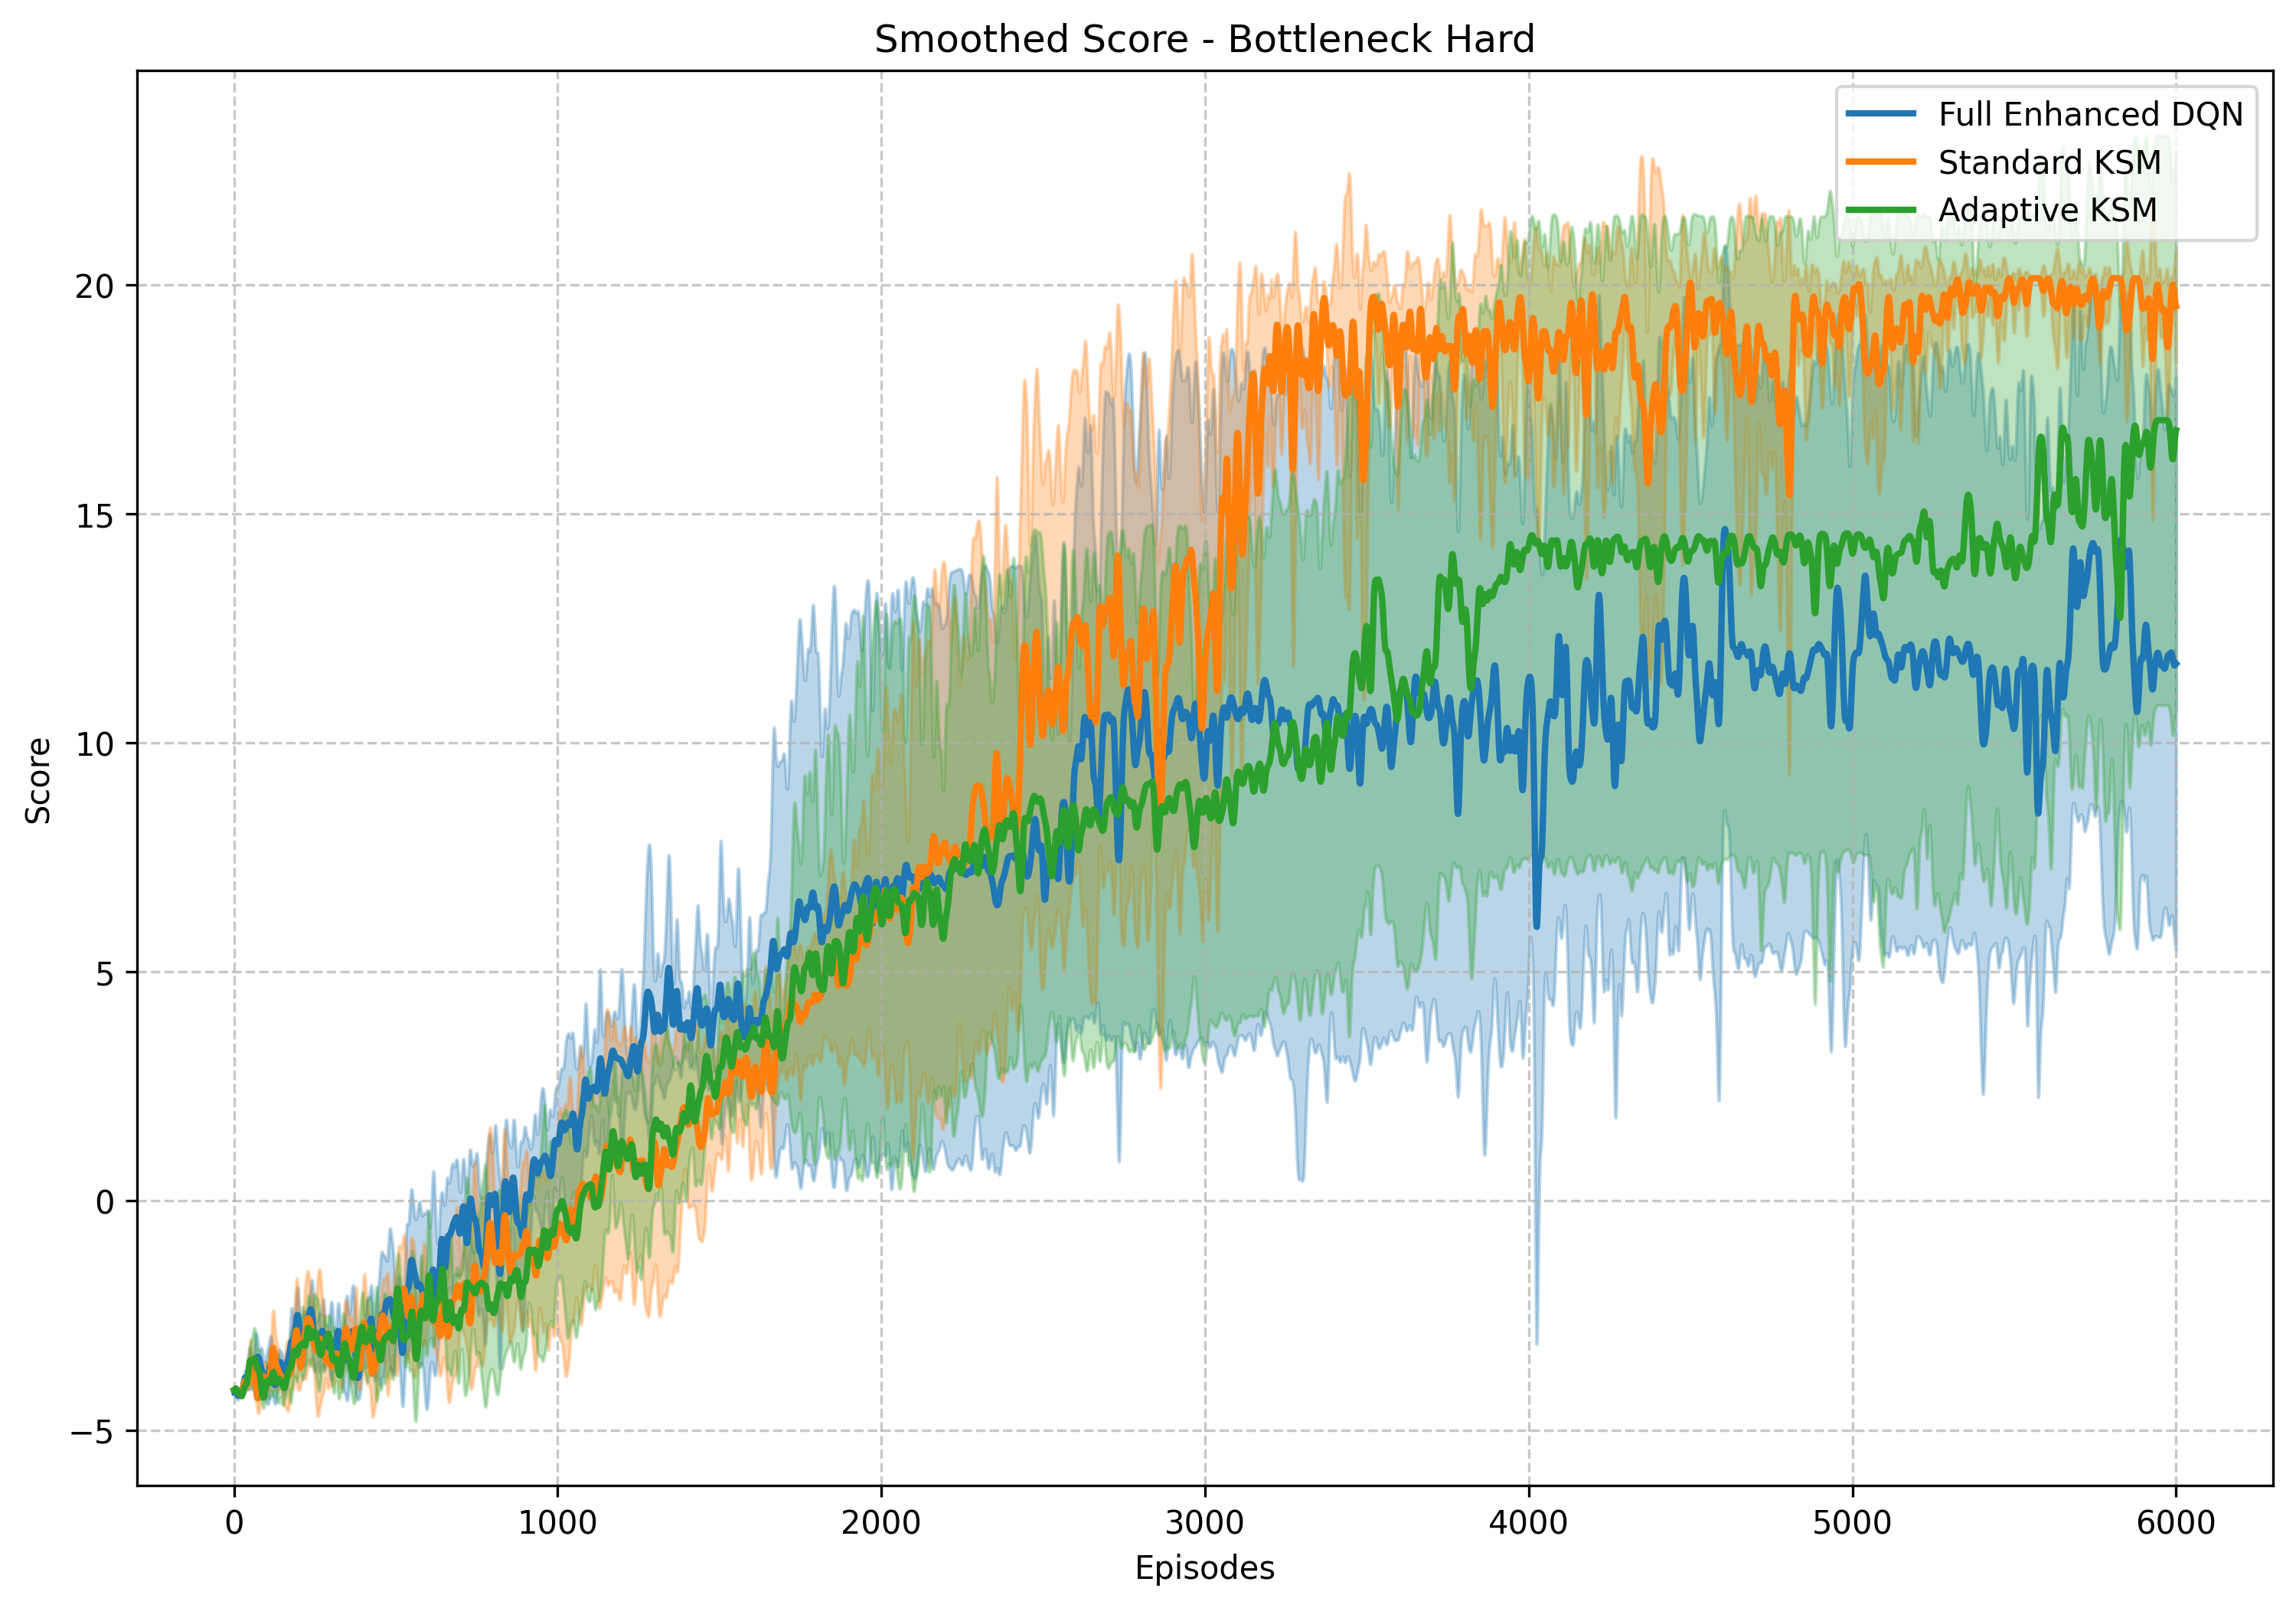 Smoothed Score - Bottleneck Hard
Full Enhanced DQN
Standard KSM
Adaptive KSM
20
15
10
5
0
−5
Score
0 1000 2000 3000 4000 5000 6000
Episodes